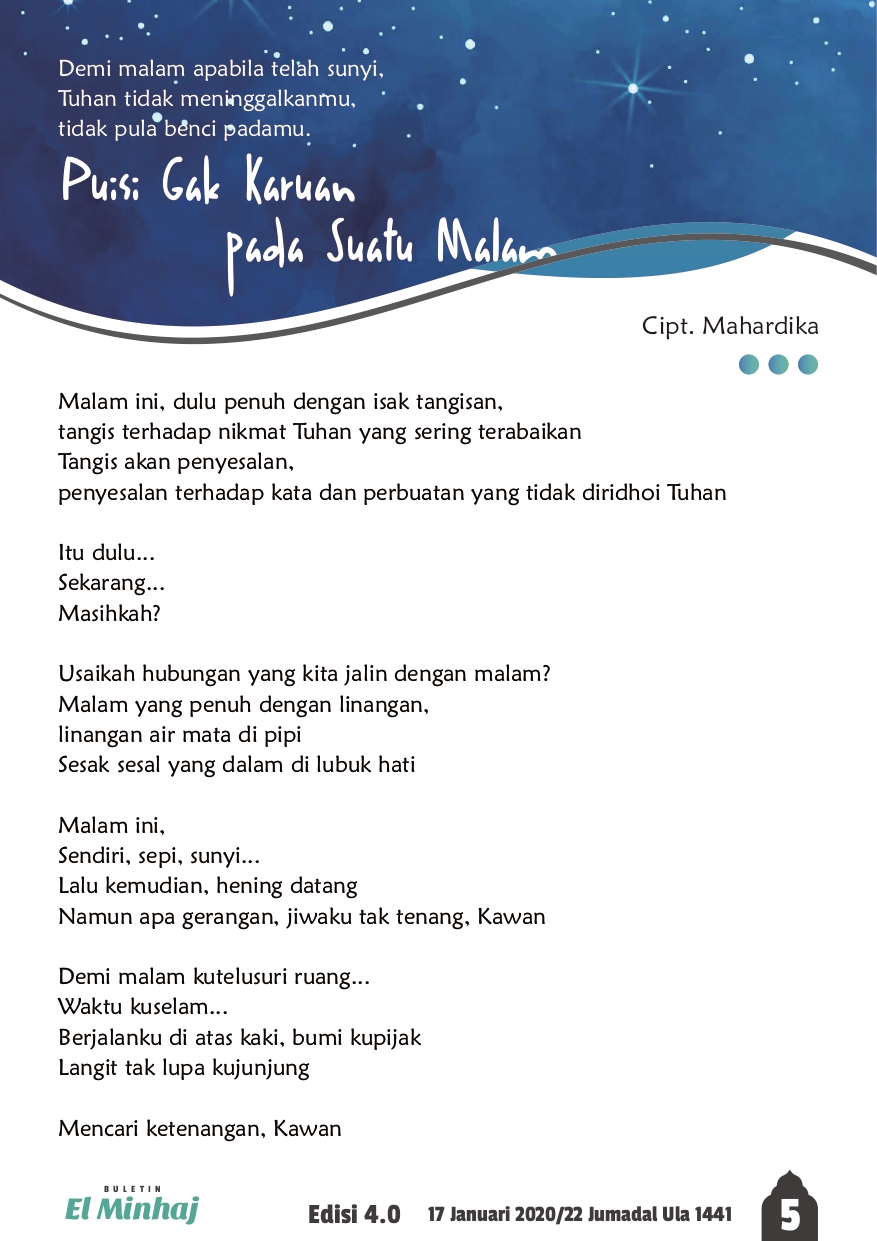 Demi malam apabila telah sunyi,
Tuhan tidak meninggalkanmu,
tidak pula benci padamu.
Puisi Gak Karuan
pada Suatu Malam
Cipt. Mahardika
Malam ini, dulu penuh dengan isak tangisan,
tangis terhadap nikmat Tuhan yang sering terabaikan
Tangis akan penyesalan,
penyesalan terhadap kata dan perbuatan yang tidak diridhoi Tuhan
Itu dulu...
Sekarang...
Masihkah?
Usaikah hubungan yang kita jalin dengan malam?
Malam yang penuh dengan linangan,
linangan air mata di pipi
Sesak sesal yang dalam di lubuk hati
Malam ini,
Sendiri, sepi, sunyi...
Lalu kemudian, hening datang
Namun apa gerangan, jiwaku tak tenang, Kawan
Demi malam kutelusuri ruang...
Waktu kuselam...
Berjalanku di atas kaki, bumi kupijak
Langit tak lupa kujunjung
Mencari ketenangan, Kawan
BULETIN
El Minhaj
Edisi 4.0 17 Januari 2020/22 Jumadal Ula 1441
5